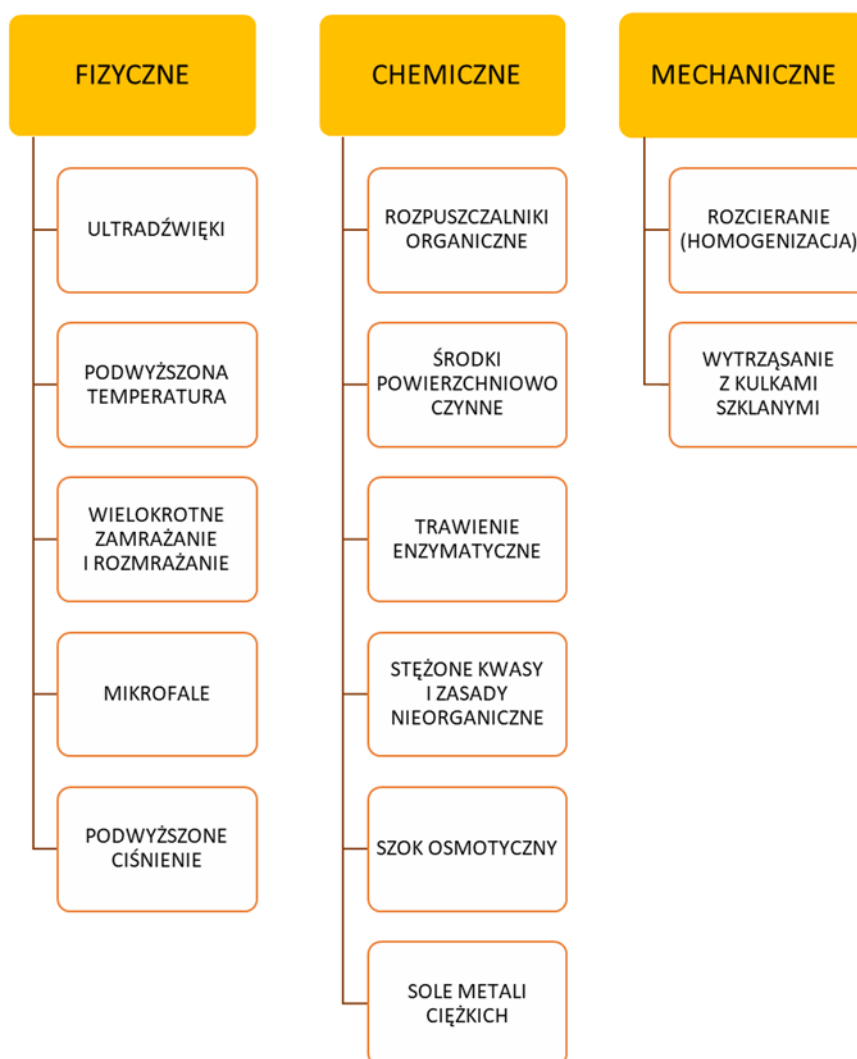 FIZYCZNE
ULTRADŹWIĘKI
PODWYŻSZONA
TEMPERATURA
WIELOKROTNE
ZAMRAŻANIE
I ROZMRAŻANIE
MIKROFALE
PODWYŻSZONE
CIŚNIENIE
CHEMICZNE
ROZPUSZCZALNIKI
ORGANICZNE
ŚRODKI
POWIERZCHNIOWO
CZYNNE
TRAWIENIE
ENZYMATYCZNE
STĘŻONE KWASY
I ZASADY
NIEORGANICZNE
SZOK OSMOTYCZNY
SOLE METALI
CIĘŻKICH
MECHANICZNE
ROZCIERANIE
(HOMOGENIZACJA)
WYTRZĄSANIE
Z KULKAMI
SZKLANYMI